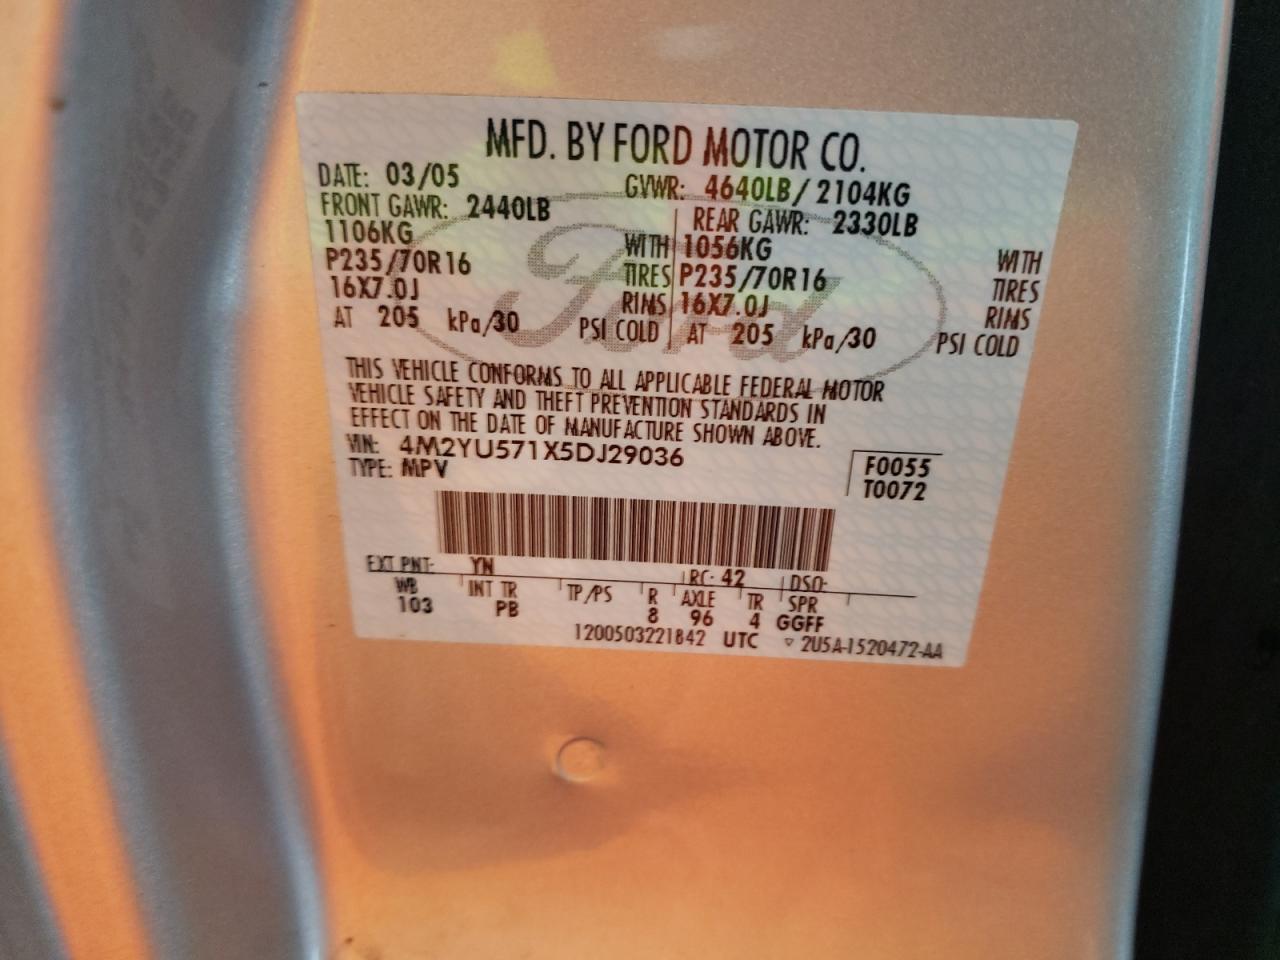 MFD. BY FORD MOTOR CO.
DATE: 03/05 GVWR: 4640LB/2104KG
FRONT GAWR: 2440LB REAR GAWR: 2330LB
1106KG WITH 1056KG WITH
P235/70R16 TIRES P235/70R16 TIRES
16X7.0J RIMS 16X7.0J RIMS
AT 205 kPa/30 PSI COLD AT 205 kPa/30 PSI COLD
Ford
THIS VEHICLE CONFORMS TO ALL APPLICABLE FEDERAL MOTOR
VEHICLE SAFETY AND THEFT PREVENTION STANDARDS IN
EFFECT ON THE DATE OF MANUFACTURE SHOWN ABOVE.
VIN: 4M2YU571X5DJ29036
TYPE: MPV
F0055
T0072
EXT PNT: YN RC: 42 DSO:
WB INT TR TP/PS R AXLE TR SPR
103 PB 8 96 4 GGFF
1200503221842 UTC ▽ 2U5A-1520472-AA